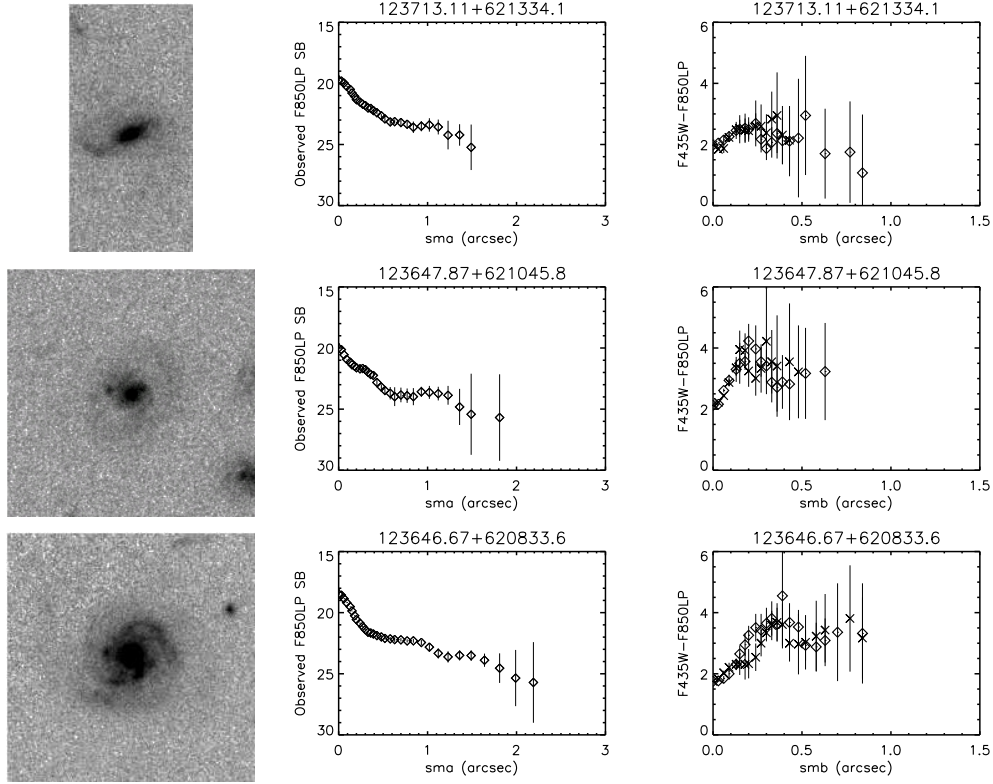 123713.11+621334.1
123713.11+621334.1
15
20
25
30
Observed F850LP SB
0 1 2 3
sma (arcsec)
6
4
2
0
F435W−F850LP
0.0 0.5 1.0 1.5
smb (arcsec)
123647.87+621045.8
123647.87+621045.8
15
20
25
30
Observed F850LP SB
0 1 2 3
sma (arcsec)
6
4
2
0
F435W−F850LP
0.0 0.5 1.0 1.5
smb (arcsec)
123646.67+620833.6
123646.67+620833.6
15
20
25
30
Observed F850LP SB
0 1 2 3
sma (arcsec)
6
4
2
0
F435W−F850LP
0.0 0.5 1.0 1.5
smb (arcsec)